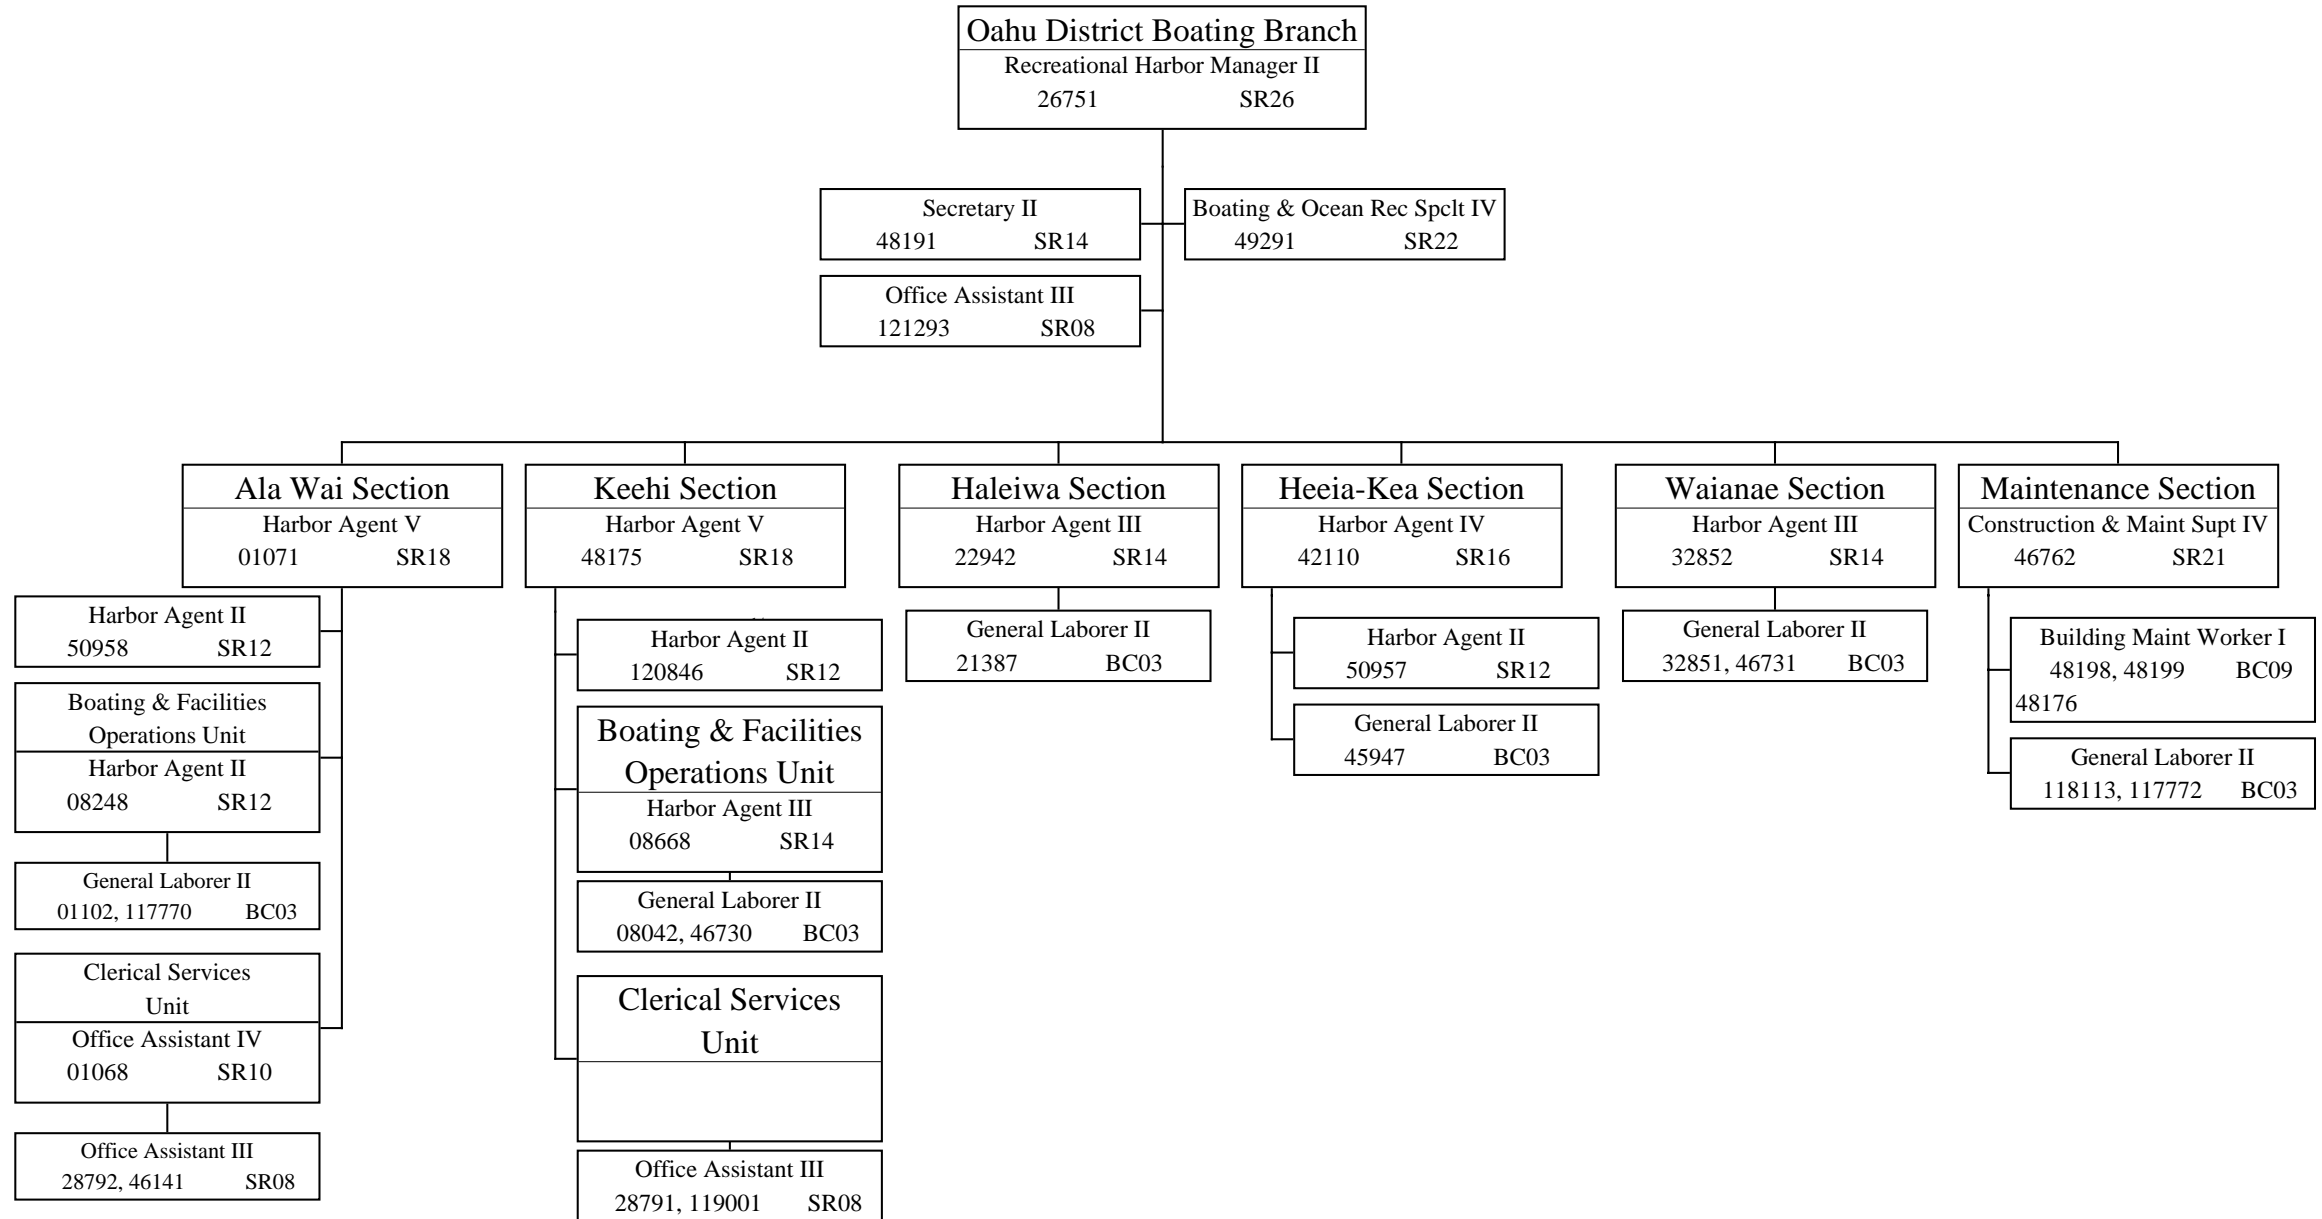 Oahu District Boating Branch
Recreational Harbor Manager II
26751 SR26
Secretary II
48191 SR14
Boating & Ocean Rec Spclt IV
49291 SR22
Office Assistant III
121293 SR08
Ala Wai Section
Harbor Agent V
01071 SR18
Harbor Agent II
50958 SR12
Boating & Facilities
Operations Unit
Harbor Agent II
08248 SR12
General Laborer II
01102, 117770 BC03
Clerical Services
Unit
Office Assistant IV
01068 SR10
Office Assistant III
28792, 46141 SR08
Keehi Section
Harbor Agent V
48175 SR18
Harbor Agent II
120846 SR12
Boating & Facilities
Operations Unit
Harbor Agent III
08668 SR14
General Laborer II
08042, 46730 BC03
Clerical Services
Unit
Office Assistant III
28791, 119001 SR08
Haleiwa Section
Harbor Agent III
22942 SR14
General Laborer II
21387 BC03
Heeia-Kea Section
Harbor Agent IV
42110 SR16
Harbor Agent II
50957 SR12
General Laborer II
45947 BC03
Waianae Section
Harbor Agent III
32852 SR14
General Laborer II
32851, 46731 BC03
Maintenance Section
Construction & Maint Supt IV
46762 SR21
Building Maint Worker I
48198, 48199 BC09
48176
General Laborer II
118113, 117772 BC03